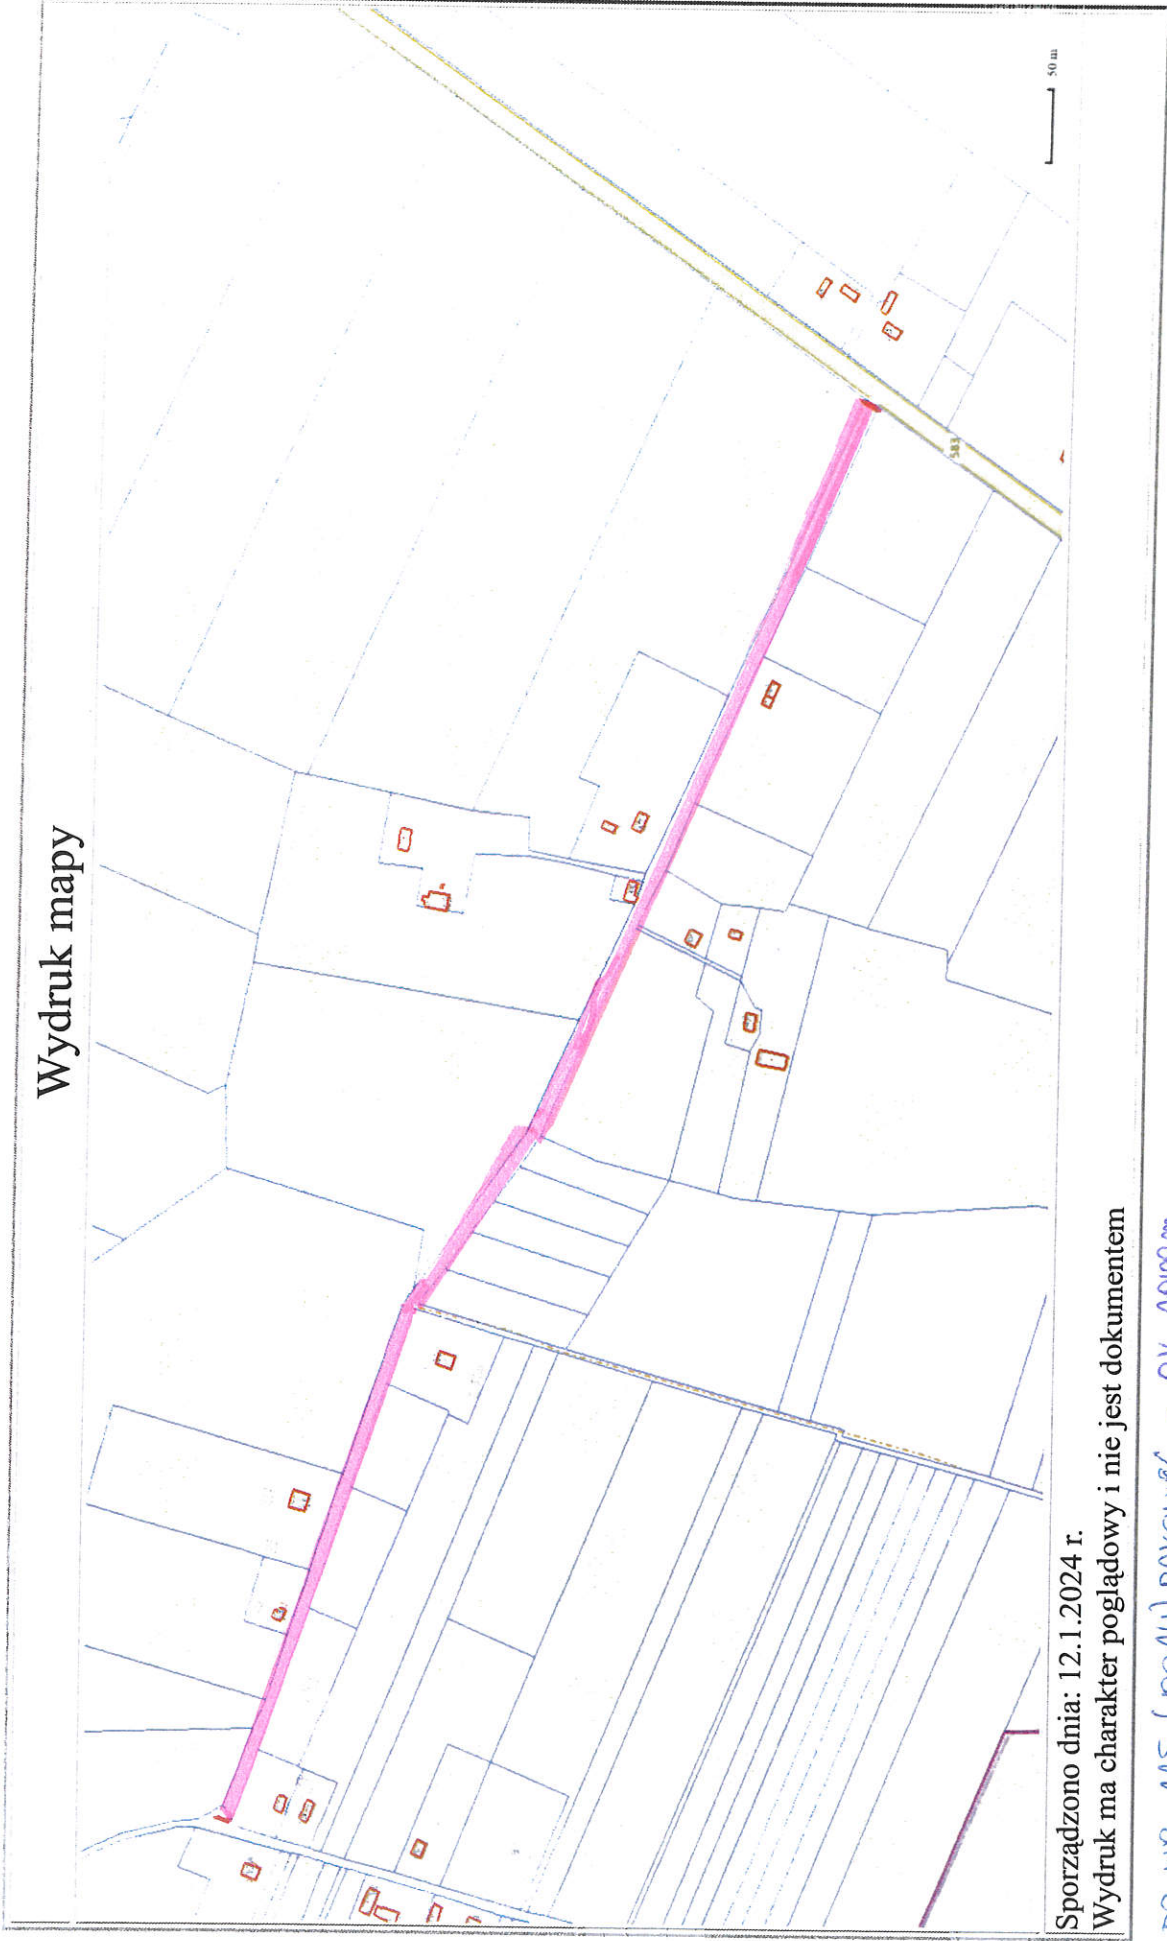 Wydruk mapy
50 m
583
Sporządzono dnia: 12.1.2024 r.
Wydruk ma charakter poglądowy i nie jest dokumentem